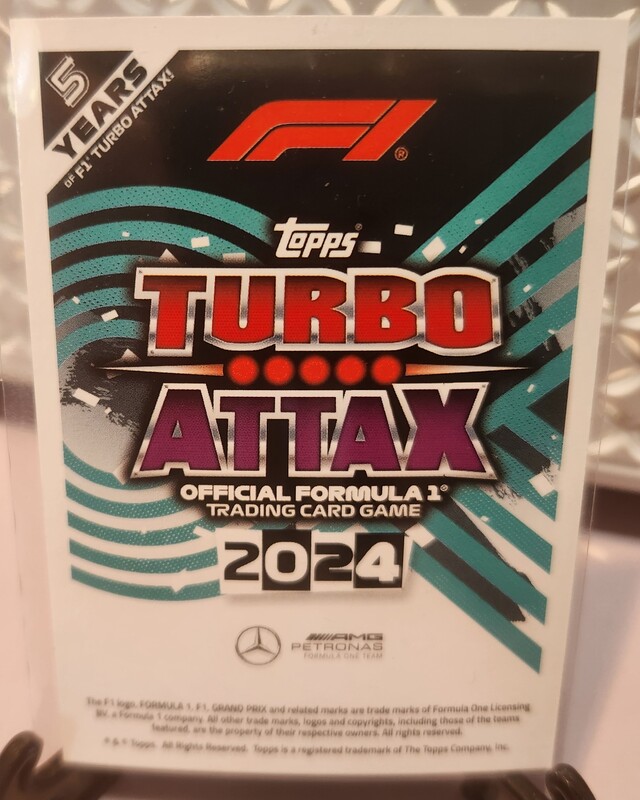 5
YEARS
OF F1® TURBO ATTAX!
F1®
Topps®
TURBO
ATTAX
OFFICIAL FORMULA 1®
TRADING CARD GAME
2024
AMG
PETRONAS
FORMULA ONE TEAM
The F1 logo, FORMULA 1, F1, GRAND PRIX and related marks are trade marks of Formula One Licensing
BV, a Formula 1 company. All other trade marks, logos and copyrights, including those of the teams
featured, are the property of their respective owners. All rights reserved.
® & © Topps. All Rights Reserved. Topps is a registered trademark of The Topps Company, Inc.